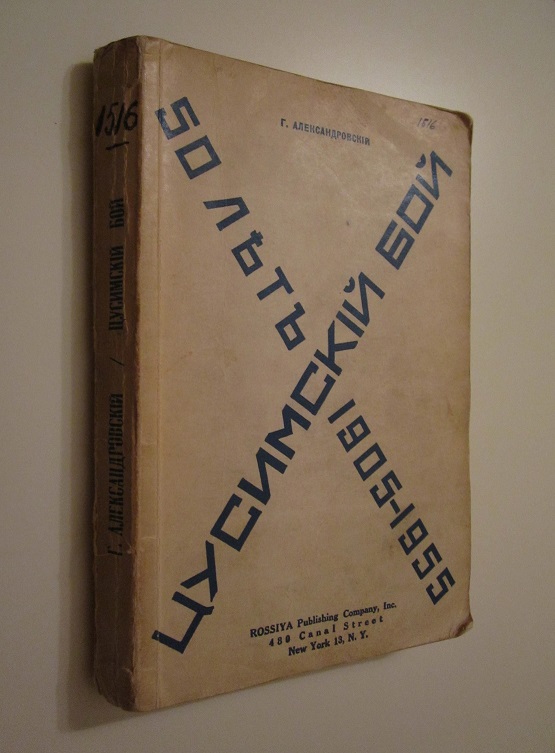 1516
Г. АЛЕКСАНДРОВСКІЙ / ЦУСИМСКІЙ БОЙ
Г. АЛЕКСАНДРОВСКІЙ
1516
50 ЛѢТЪ 1905-1955
ЦУСИМСКІЙ БОЙ
ROSSIYA Publishing Company, Inc.
480 Canal Street
New York 13, N. Y.